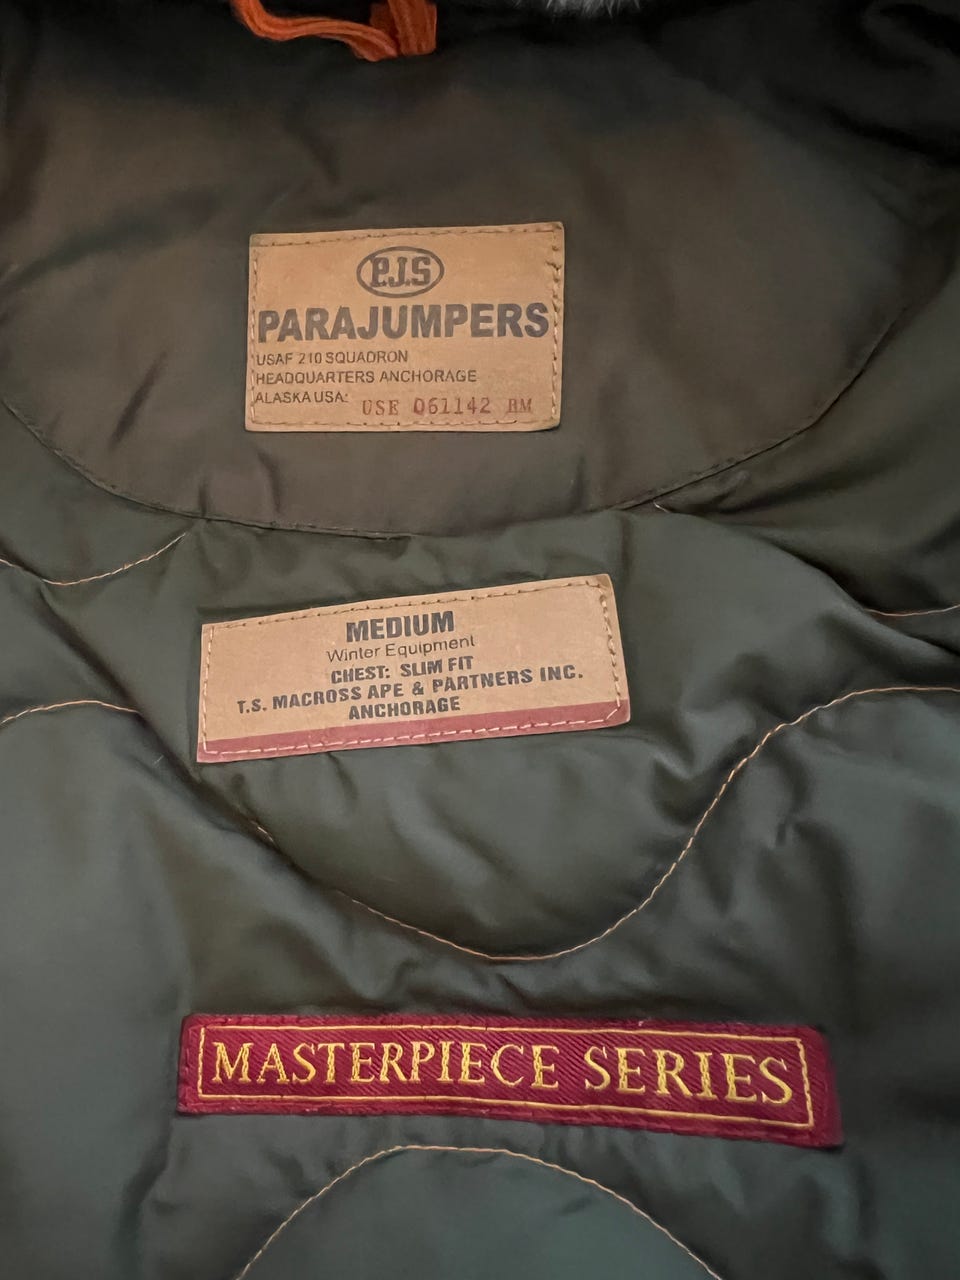 P.J.S
PARAJUMPERS
USAF 210 SQUADRON
HEADQUARTERS ANCHORAGE
ALASKA USA: USE 061142 RM
MEDIUM
Winter Equipment
CHEST: SLIM FIT
T.S. MACROSS APE & PARTNERS INC.
ANCHORAGE
MASTERPIECE SERIES